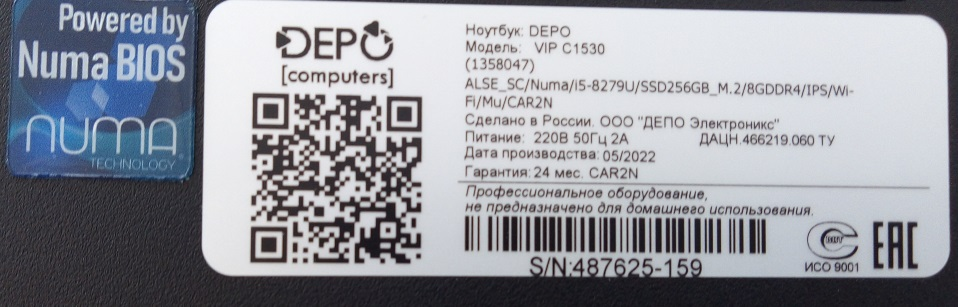 Powered by
Numa BIOS
numa
TECHNOLOGY
DEPO
[computers]
Ноутбук: DEPO
Модель: VIP C1530
(1358047)
ALSE_SC/Numa/i5-8279U/SSD256GB_M.2/8GDDR4/IPS/Wi-
Fi/Mu/CAR2N
Сделано в России. ООО "ДЕПО Электроникс"
Питание: 220В 50Гц 2А ДАЦН.466219.060 ТУ
Дата производства: 05/2022
Гарантия: 24 мес. CAR2N
Профессиональное оборудование,
не предназначено для домашнего использования.
S/N:487625-159
ИСО 9001
EAC